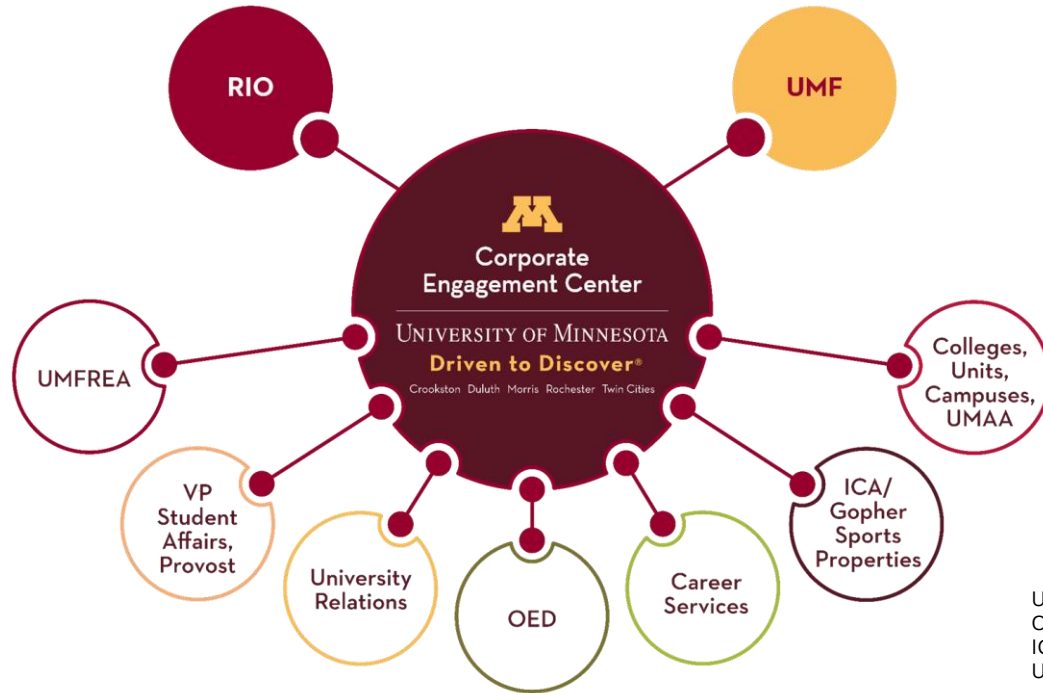 RIO
UMF
M
Corporate
Engagement Center
UNIVERSITY OF MINNESOTA
Driven to Discover®
Crookston Duluth Morris Rochester Twin Cities
UMFREA
Colleges,
Units,
Campuses,
UMAA
VP
Student
Affairs,
Provost
ICA/
Gopher
Sports
Properties
University
Relations
OED
Career
Services